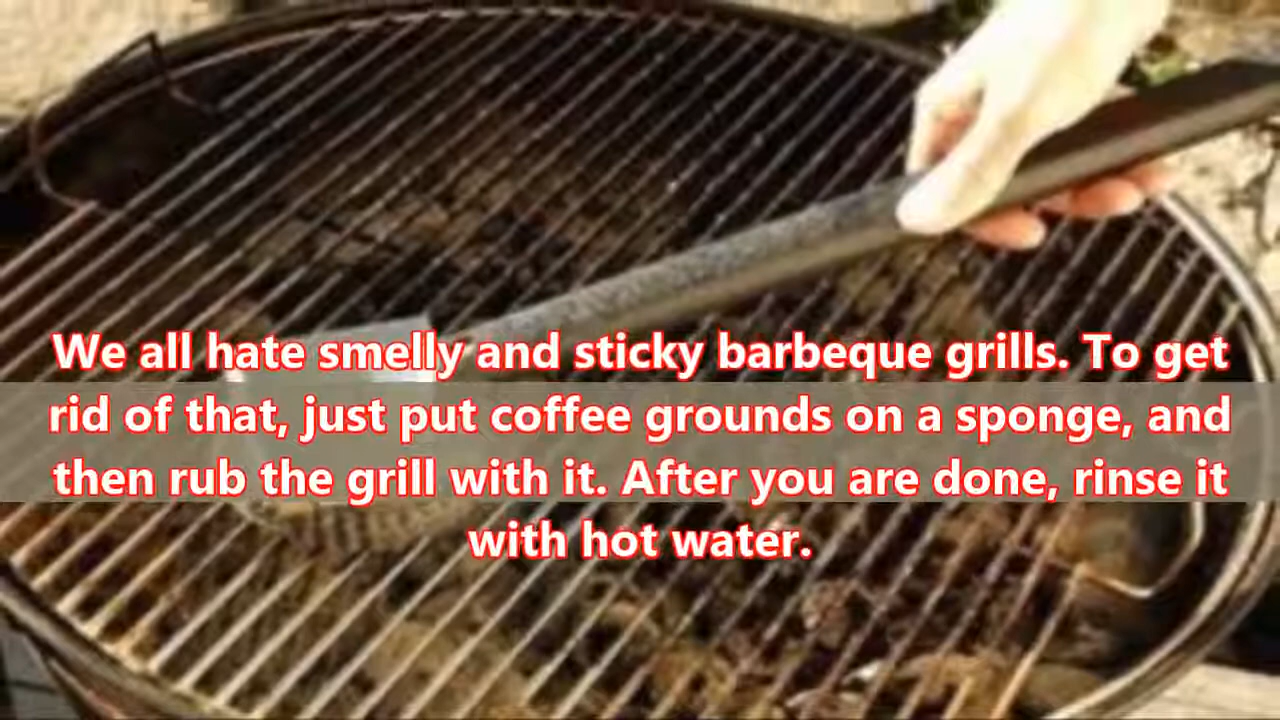 We all hate smelly and sticky barbeque grills. To get
rid of that, just put coffee grounds on a sponge, and
then rub the grill with it. After you are done, rinse it
with hot water.